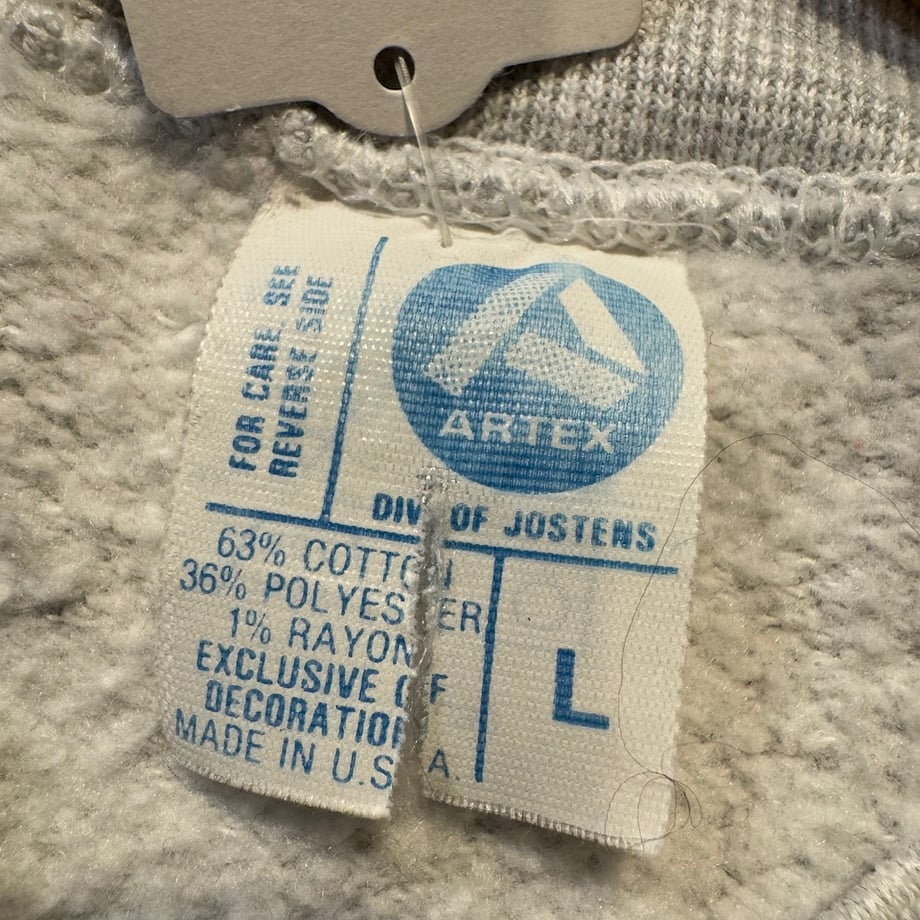 FOR CARE, SEE
REVERSE SIDE
ARTEX
DIV. OF JOSTENS
63% COTTON
36% POLYESTER
1% RAYON
EXCLUSIVE OF
DECORATION
MADE IN U.S.A.
L